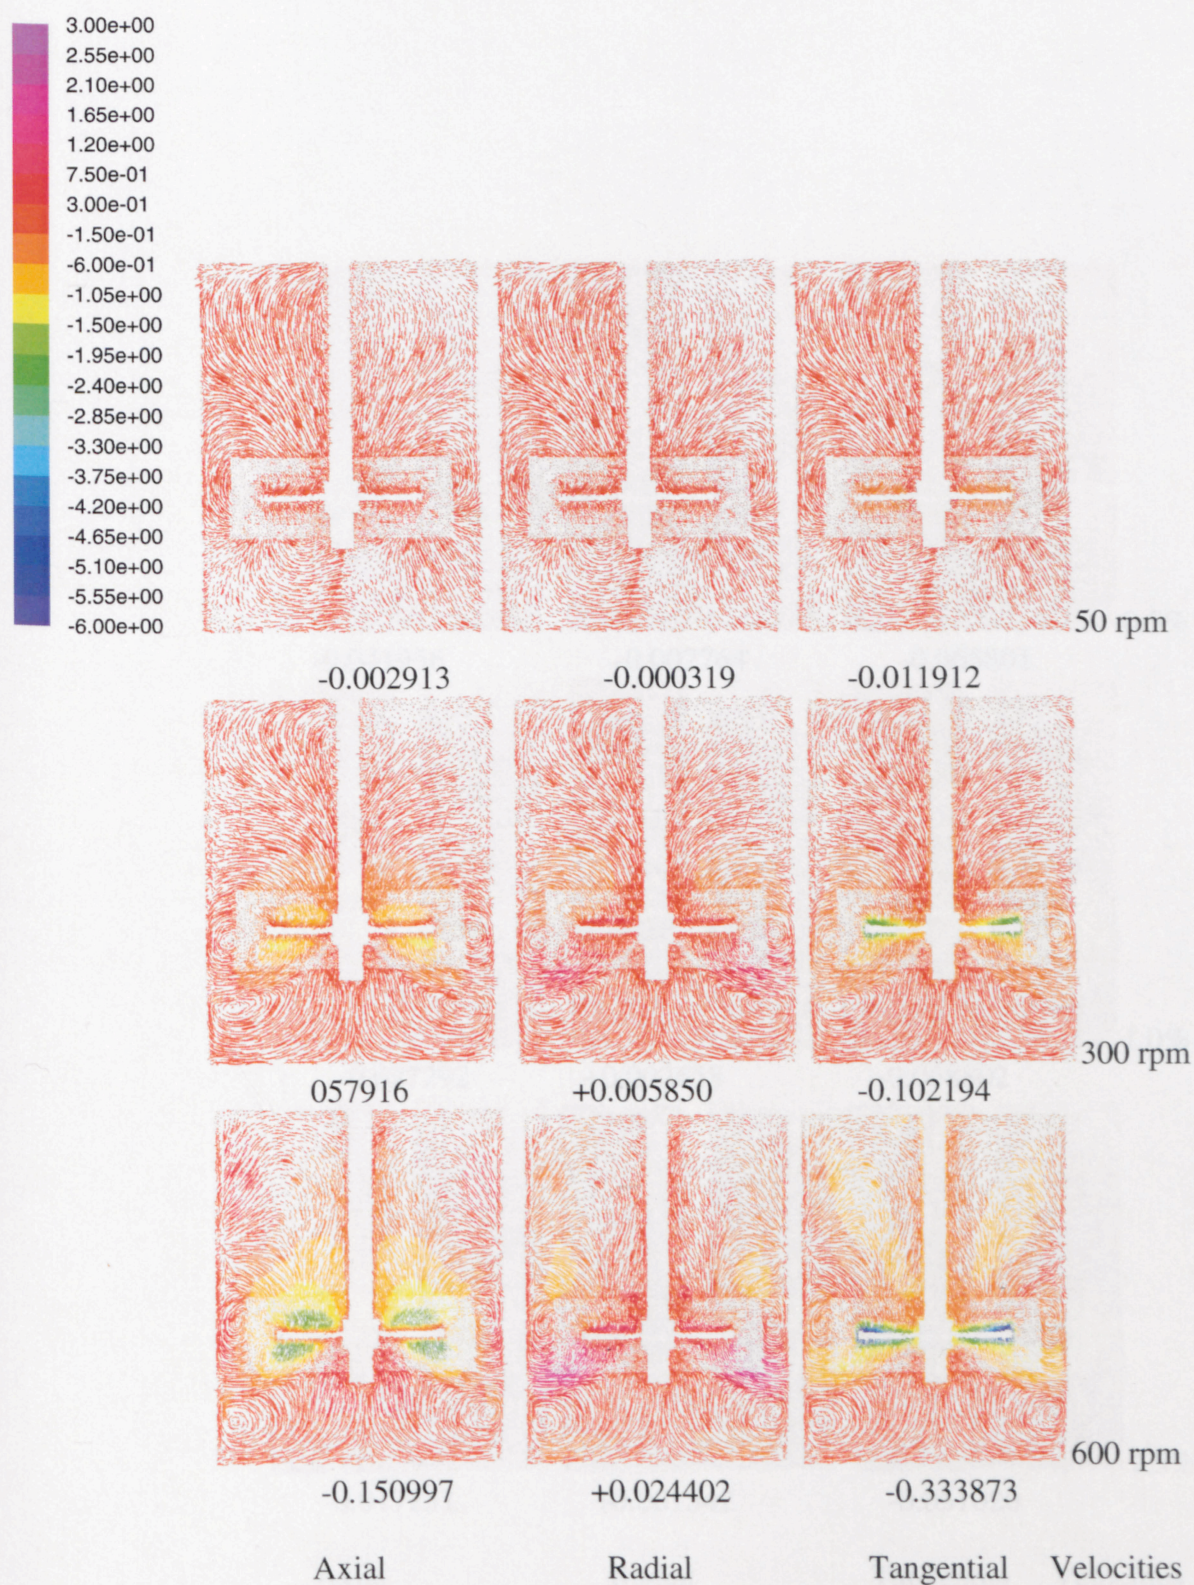 3.00e+00
2.55e+00
2.10e+00
1.65e+00
1.20e+00
7.50e-01
3.00e-01
-1.50e-01
-6.00e-01
-1.05e+00
-1.50e+00
-1.95e+00
-2.40e+00
-2.85e+00
-3.30e+00
-3.75e+00
-4.20e+00
-4.65e+00
-5.10e+00
-5.55e+00
-6.00e+00
50 rpm
-0.002913 -0.000319 -0.011912
300 rpm
057916 +0.005850 -0.102194
600 rpm
-0.150997 +0.024402 -0.333873
Axial Radial Tangential Velocities